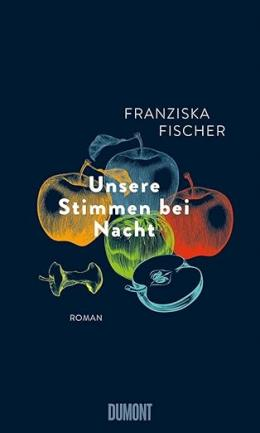 FRANZISKA
FISCHER
Unsere
Stimmen bei
Nacht
ROMAN
DUMONT